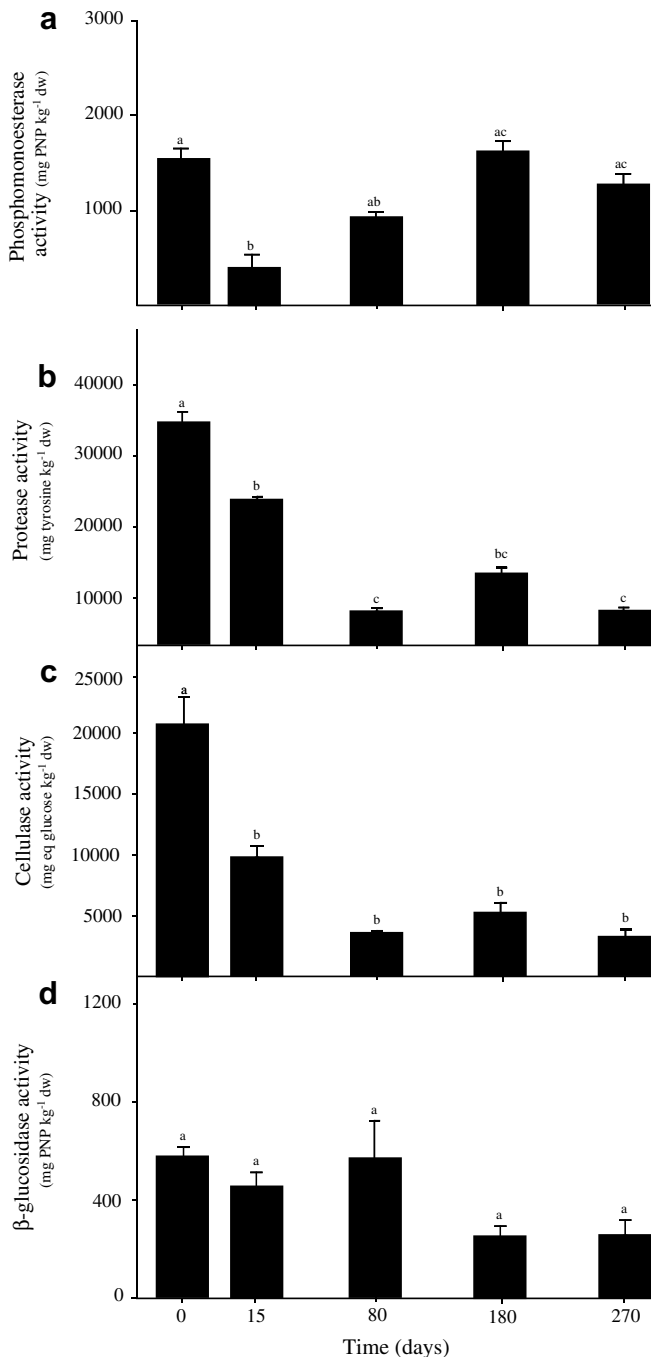 a
Phosphomonoesterase
activity (mg PNP kg⁻¹ dw)
3000
2000
1000
a
b
ab
ac
ac
b
Protease activity
(mg tyrosine kg⁻¹ dw)
40000
30000
20000
10000
a
b
c
bc
c
c
Cellulase activity
(mg eq glucose kg⁻¹ dw)
25000
20000
15000
10000
5000
a
b
b
b
b
d
β-glucosidase activity
(mg PNP kg⁻¹ dw)
1200
800
400
0
a
a
a
a
a
0 15 80 180 270
Time (days)